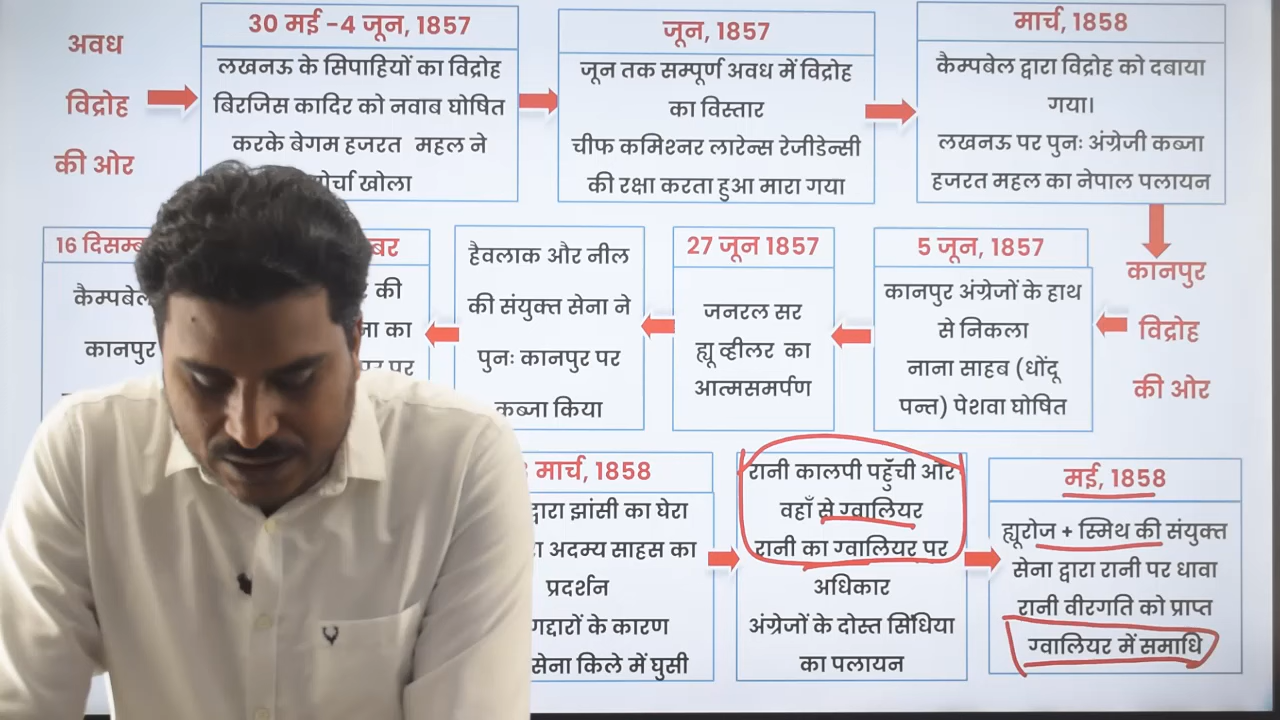 अवध
विद्रोह
की ओर
30 मई -4 जून, 1857
लखनऊ के सिपाहियों का विद्रोह
बिरजिस कादिर को नवाब घोषित
करके बेगम हजरत महल ने
खोला
जून, 1857
जून तक सम्पूर्ण अवध में विद्रोह
का विस्तार
चीफ कमिश्नर लारेन्स रेजीडेन्सी
की रक्षा करता हुआ मारा गया
मार्च, 1858
कैम्पबेल द्वारा विद्रोह को दबाया
गया।
लखनऊ पर पुनः अंग्रेजी कब्जा
हजरत महल का नेपाल पलायन
कानपुर
विद्रोह
की ओर
5 जून, 1857
कानपुर अंग्रेजों के हाथ
से निकला
नाना साहब (धोंदू
पन्त) पेशवा घोषित
27 जून 1857
जनरल सर
ह्यू व्हीलर का
आत्मसमर्पण
हैवलाक और नील
की संयुक्त सेना ने
पुनः कानपुर पर
कब्जा किया
की
का
पर
16
कानपुर
मार्च, 1858
द्वारा झांसी का घेरा
अदम्य साहस का
प्रदर्शन
गद्दारों के कारण
सेना किले में घुसी
रानी कालपी पहुँची और
वहाँ से ग्वालियर
रानी का ग्वालियर पर
अधिकार
अंग्रेजों के दोस्त सिंधिया
का पलायन
मई, 1858
ह्यूरोज + स्मिथ की संयुक्त
सेना द्वारा रानी पर धावा
रानी वीरगति को प्राप्त
ग्वालियर में समाधि